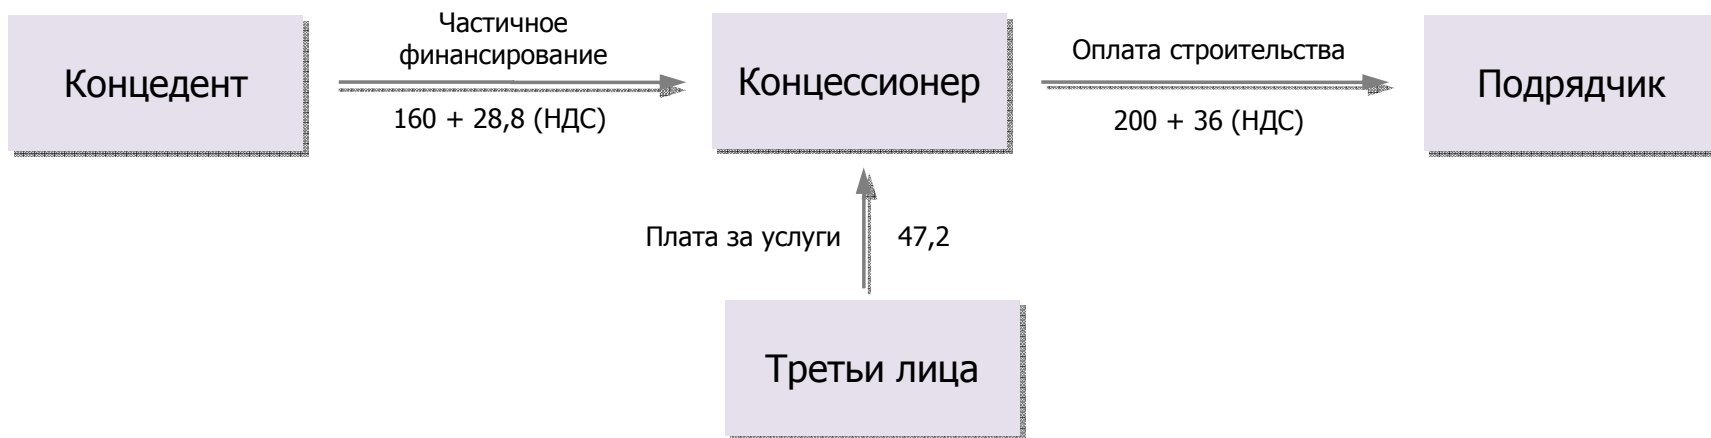 Концедент
Частичное
финансирование
160 + 28,8 (НДС)
Концессионер
Оплата строительства
200 + 36 (НДС)
Подрядчик
Плата за услуги
47,2
Третьи лица